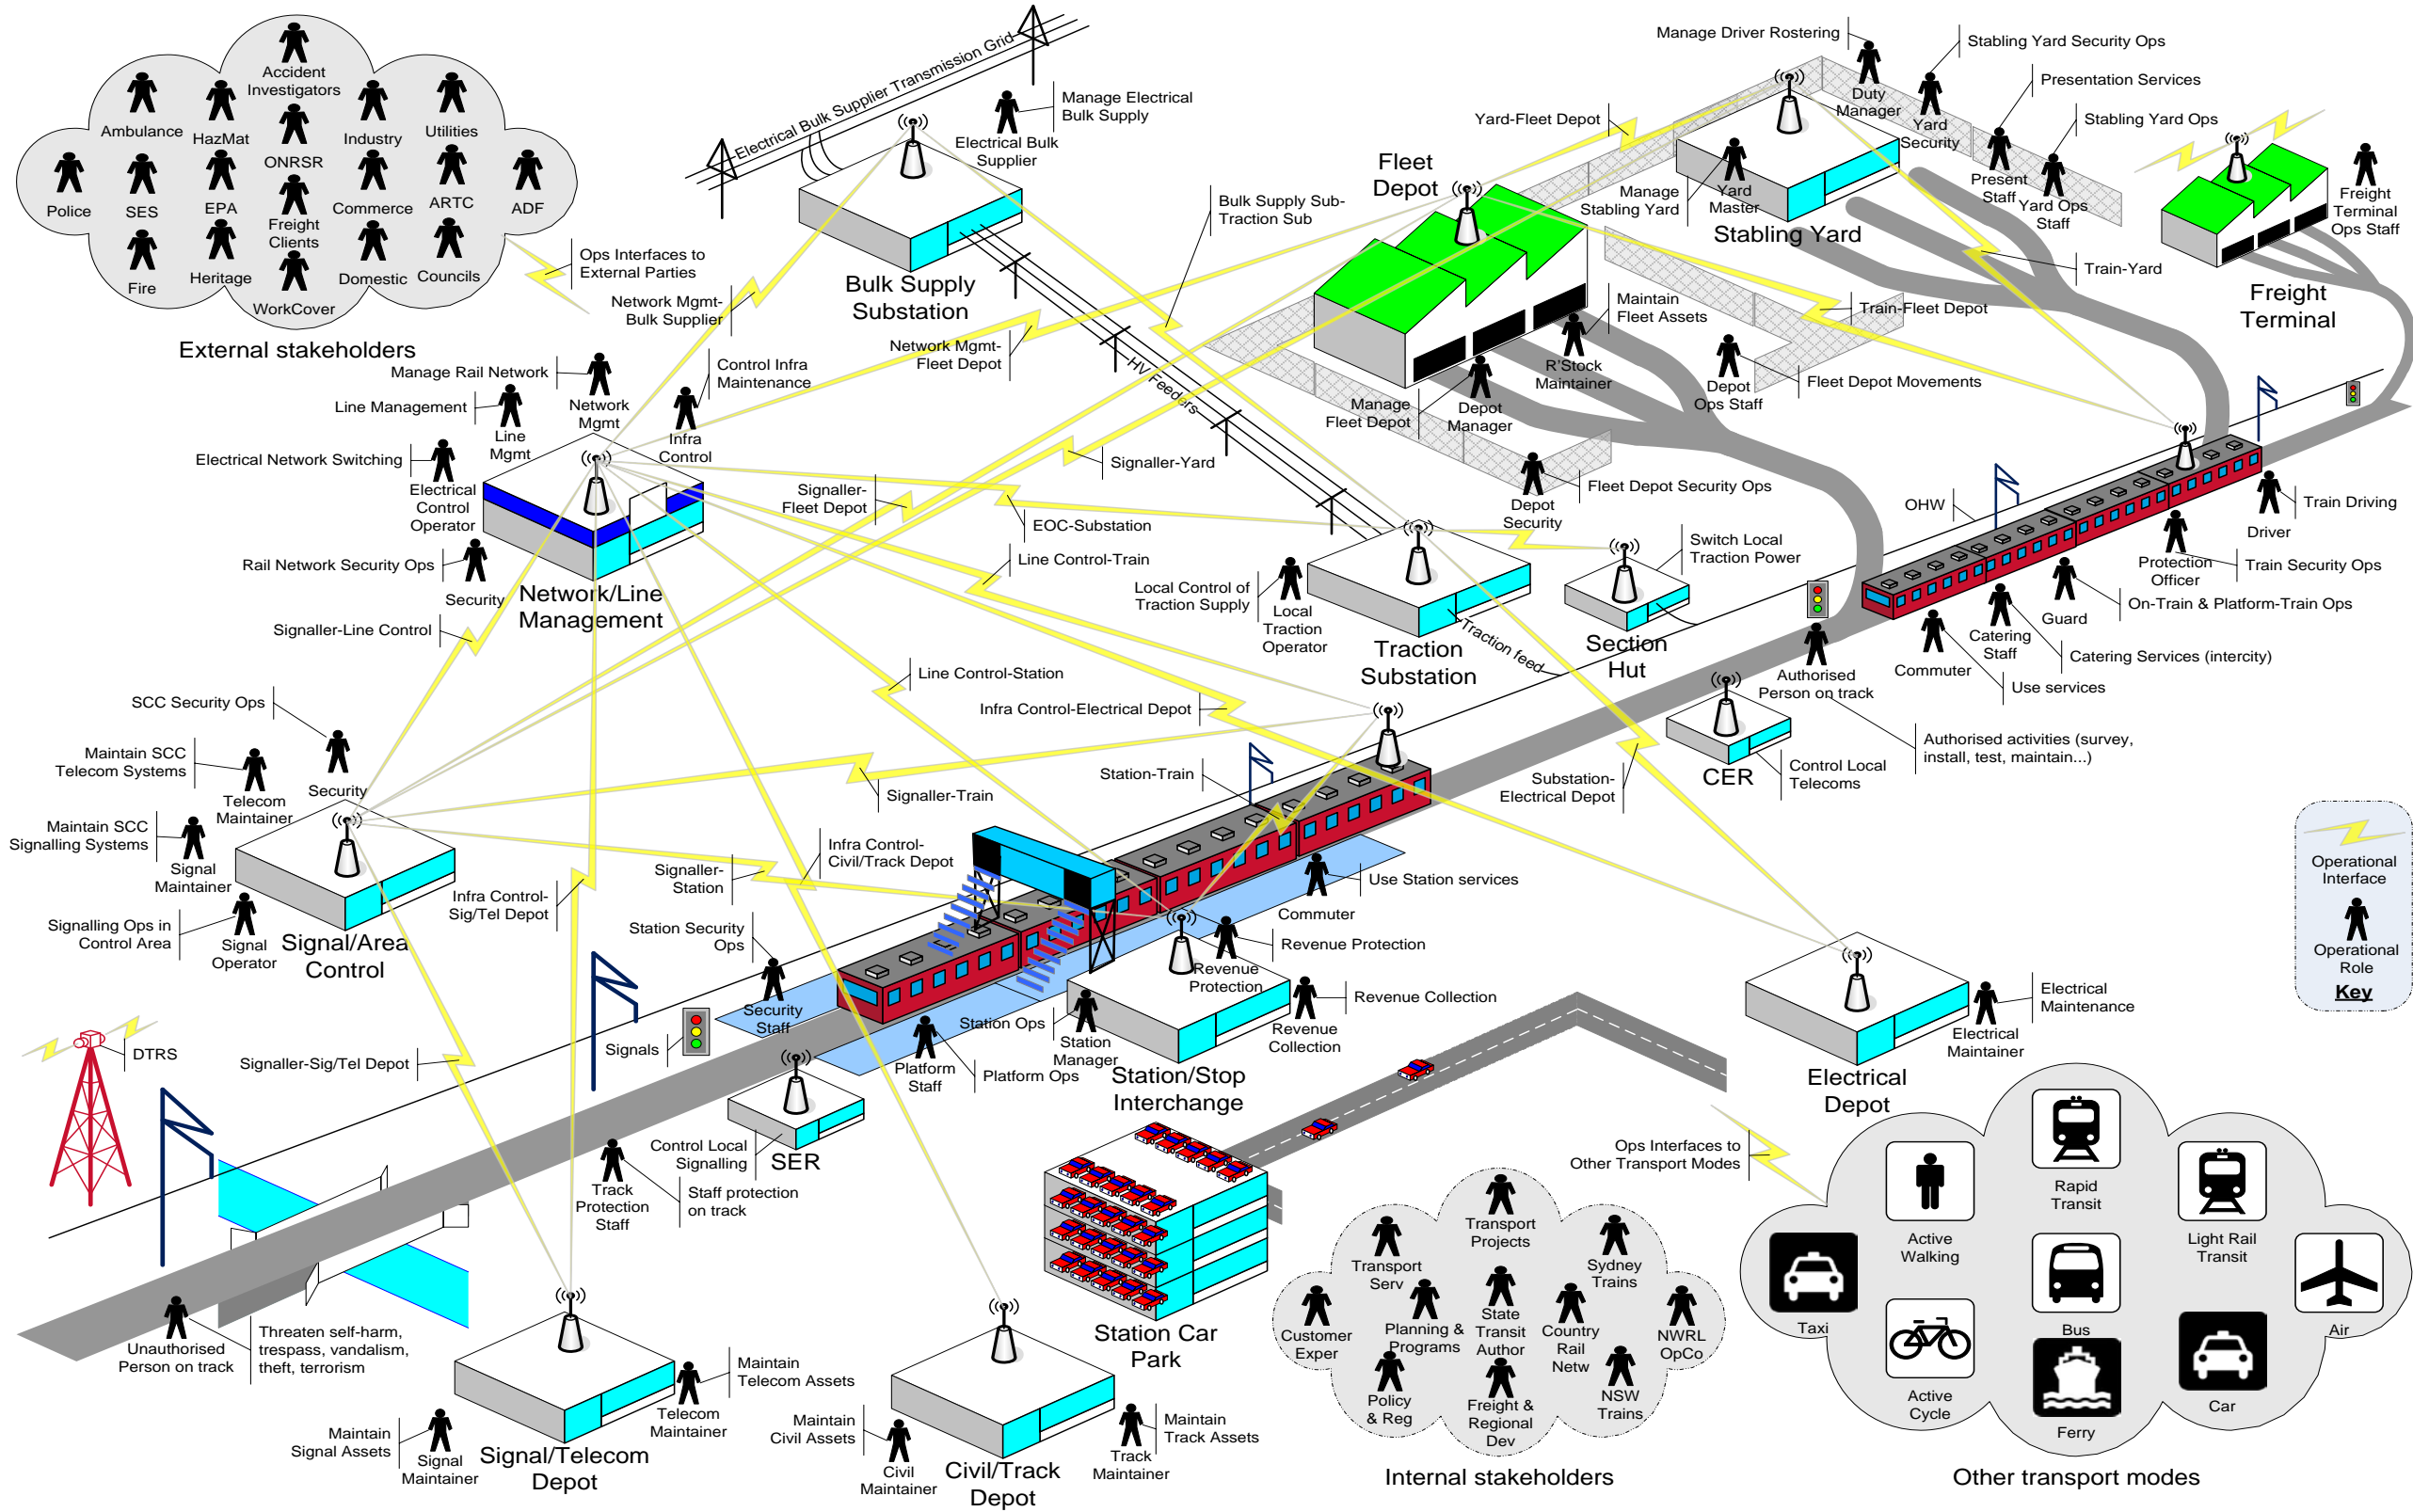 Accident
Investigators
Ambulance
HazMat
Industry
Utilities
ONRSR
Police
SES
EPA
Freight
Clients
Commerce
ARTC
ADF
Fire
Heritage
WorkCover
Domestic
Councils
External stakeholders
Ops Interfaces to
External Parties
Electrical Bulk Supplier Transmission Grid
Manage Electrical
Bulk Supply
Electrical Bulk
Supplier
Bulk Supply
Substation
Network Mgmt-
Bulk Supplier
Bulk Supply Sub-
Traction Sub
Network Mgmt-
Fleet Depot
HV Feeders
Manage Driver Rostering
Duty
Manager
Stabling Yard Security Ops
Yard
Security
Presentation Services
Present
Staff
Stabling Yard Ops
Yard Ops
Staff
Yard-Fleet Depot
Fleet
Depot
Manage
Stabling Yard
Yard
Master
Stabling Yard
Freight
Terminal
Ops Staff
Freight
Terminal
Train-Yard
Train-Fleet Depot
Maintain
Fleet Assets
R'Stock
Maintainer
Depot
Ops Staff
Fleet Depot Movements
Manage
Fleet Depot
Depot
Manager
Fleet Depot Security Ops
Depot
Security
Manage Rail Network
Network
Mgmt
Control Infra
Maintenance
Infra
Control
Line Management
Line
Mgmt
Electrical Network Switching
Electrical
Control
Operator
Rail Network Security Ops
Security
Network/Line
Management
Signaller-Line Control
Signaller-
Fleet Depot
Signaller-Yard
EOC-Substation
Line Control-Train
Line Control-Station
Infra Control-Electrical Depot
Local Control of
Traction Supply
Local
Traction
Operator
Traction
Substation
Traction feed
Switch Local
Traction Power
Section
Hut
OHW
Train Driving
Driver
Protection
Officer
Train Security Ops
Guard
On-Train & Platform-Train Ops
Catering
Staff
Catering Services (intercity)
Commuter
Use services
Authorised
Person on track
Authorised activities (survey,
install, test, maintain...)
CER
Control Local
Telecoms
SCC Security Ops
Security
Maintain SCC
Telecom Systems
Telecom
Maintainer
Maintain SCC
Signalling Systems
Signal
Maintainer
Signalling Ops in
Control Area
Signal
Operator
Signal/Area
Control
Signaller-Train
Station-Train
Substation-
Electrical Depot
Infra Control-
Sig/Tel Depot
Signaller-
Station
Infra Control-
Civil/Track Depot
Station Security
Ops
Security
Staff
Use Station services
Commuter
Revenue Protection
Revenue
Protection
Revenue Collection
Revenue
Collection
Station Ops
Station
Manager
Platform
Staff
Platform Ops
Station/Stop
Interchange
Signals
DTRS
Signaller-Sig/Tel Depot
Control Local
Signalling
SER
Track
Protection
Staff
Staff protection
on track
Unauthorised
Person on track
Threaten self-harm,
trespass, vandalism,
theft, terrorism
Maintain
Signal Assets
Signal
Maintainer
Maintain
Telecom Assets
Telecom
Maintainer
Signal/Telecom
Depot
Maintain
Civil Assets
Civil
Maintainer
Maintain
Track Assets
Track
Maintainer
Civil/Track
Depot
Station Car
Park
Electrical
Maintenance
Electrical
Maintainer
Electrical
Depot
Operational
Interface
Operational
Role
Key
Ops Interfaces to
Other Transport Modes
Transport
Projects
Transport
Serv
Sydney
Trains
Customer
Exper
Planning &
Programs
State
Transit
Author
Country
Rail
Netw
NWRL
OpCo
Policy
& Reg
Freight &
Regional
Dev
NSW
Trains
Internal stakeholders
Rapid
Transit
Active
Walking
Light Rail
Transit
Taxi
Bus
Air
Active
Cycle
Ferry
Car
Other transport modes